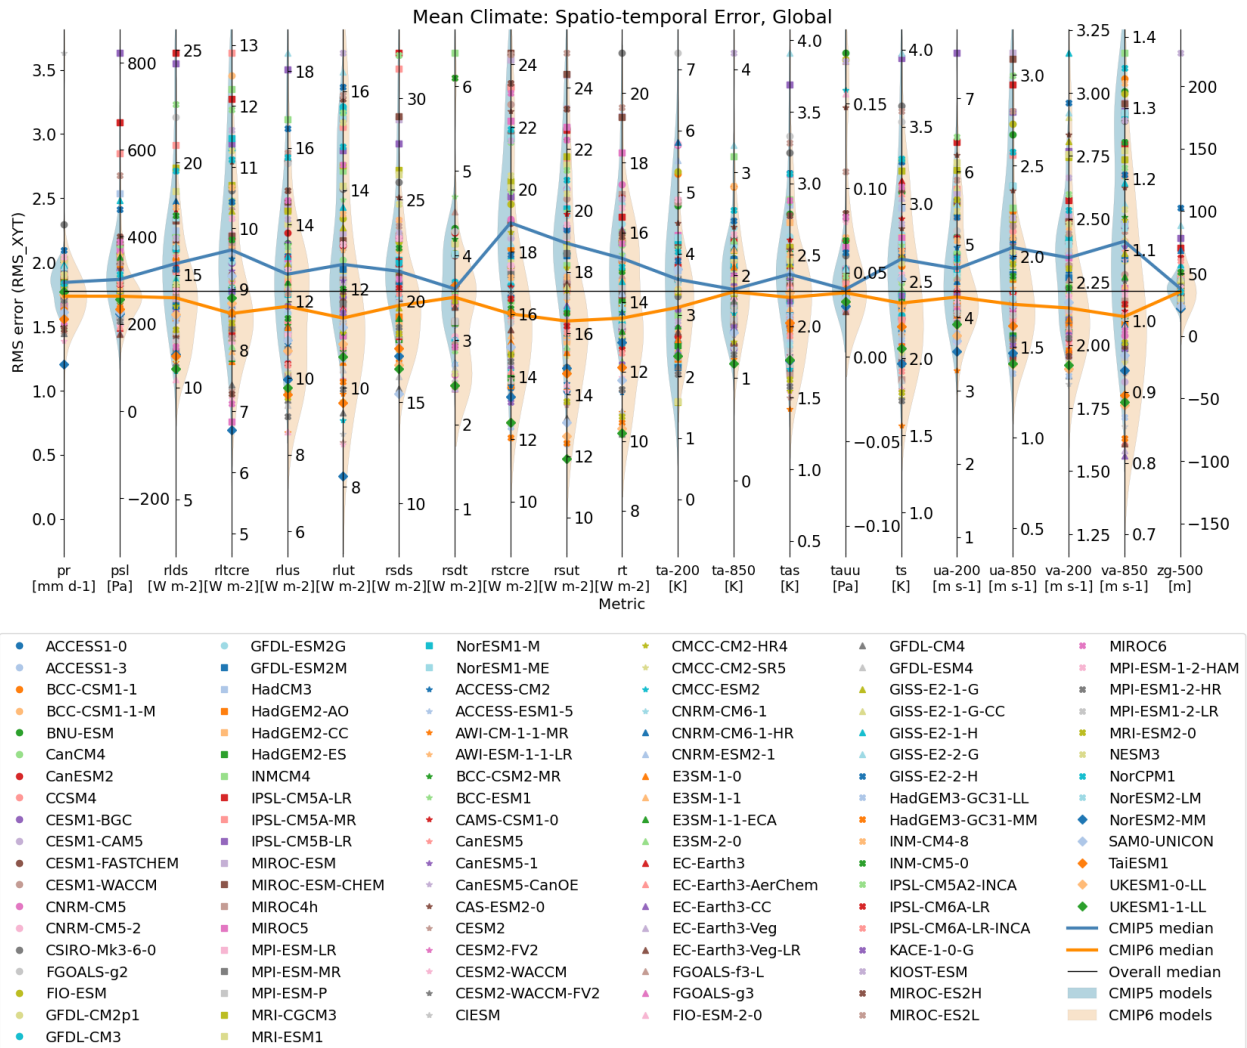 Mean Climate: Spatio-temporal Error, Global
RMS error (RMS_XYT)
3.5
3.0
2.5
2.0
1.5
1.0
0.5
0.0
800
600
400
200
0
−200
25
20
15
10
5
13
12
11
10
9
8
7
6
5
18
16
14
12
10
8
6
16
14
12
10
8
30
25
20
15
10
6
5
4
3
2
1
24
22
20
18
16
14
12
10
24
22
20
18
16
14
12
10
20
18
16
14
12
10
8
7
6
5
4
3
2
1
0
4
3
2
1
0
4.0
3.5
3.0
2.5
2.0
1.5
1.0
0.5
0.15
0.10
0.05
0.00
−0.05
−0.10
4.0
3.5
3.0
2.5
2.0
1.5
1.0
7
6
5
4
3
2
1
3.0
2.5
2.0
1.5
1.0
0.5
3.25
3.00
2.75
2.50
2.25
2.00
1.75
1.50
1.25
1.4
1.3
1.2
1.1
1.0
0.9
0.8
0.7
200
150
100
50
0
−50
−100
−150
pr psl rlds rltcre rlus rlut rsds rsdt rstcre rsut rt ta-200 ta-850 tas tauu ts ua-200 ua-850 va-200 va-850 zg-500
[mm d-1] [Pa] [W m-2] [W m-2] [W m-2] [W m-2] [W m-2] [W m-2] [W m-2] [W m-2] [W m-2] [K] [K] [K] [Pa] [K] [m s-1] [m s-1] [m s-1] [m s-1] [m]
Metric
ACCESS1-0
ACCESS1-3
BCC-CSM1-1
BCC-CSM1-1-M
BNU-ESM
CanCM4
CanESM2
CCSM4
CESM1-BGC
CESM1-CAM5
CESM1-FASTCHEM
CESM1-WACCM
CNRM-CM5
CNRM-CM5-2
CSIRO-Mk3-6-0
FGOALS-g2
FIO-ESM
GFDL-CM2p1
GFDL-CM3
GFDL-ESM2G
GFDL-ESM2M
HadCM3
HadGEM2-AO
HadGEM2-CC
HadGEM2-ES
INMCM4
IPSL-CM5A-LR
IPSL-CM5A-MR
IPSL-CM5B-LR
MIROC-ESM
MIROC-ESM-CHEM
MIROC4h
MIROC5
MPI-ESM-LR
MPI-ESM-MR
MPI-ESM-P
MRI-CGCM3
MRI-ESM1
NorESM1-M
NorESM1-ME
ACCESS-CM2
ACCESS-ESM1-5
AWI-CM-1-1-MR
AWI-ESM-1-1-LR
BCC-CSM2-MR
BCC-ESM1
CAMS-CSM1-0
CanESM5
CanESM5-1
CanESM5-CanOE
CAS-ESM2-0
CESM2
CESM2-FV2
CESM2-WACCM
CESM2-WACCM-FV2
CIESM
CMCC-CM2-HR4
CMCC-CM2-SR5
CMCC-ESM2
CNRM-CM6-1
CNRM-CM6-1-HR
CNRM-ESM2-1
E3SM-1-0
E3SM-1-1
E3SM-1-1-ECA
E3SM-2-0
EC-Earth3
EC-Earth3-AerChem
EC-Earth3-CC
EC-Earth3-Veg
EC-Earth3-Veg-LR
FGOALS-f3-L
FGOALS-g3
FIO-ESM-2-0
GFDL-CM4
GFDL-ESM4
GISS-E2-1-G
GISS-E2-1-G-CC
GISS-E2-1-H
GISS-E2-2-G
GISS-E2-2-H
HadGEM3-GC31-LL
HadGEM3-GC31-MM
INM-CM4-8
INM-CM5-0
IPSL-CM5A2-INCA
IPSL-CM6A-LR
IPSL-CM6A-LR-INCA
KACE-1-0-G
KIOST-ESM
MIROC-ES2H
MIROC-ES2L
MIROC6
MPI-ESM-1-2-HAM
MPI-ESM1-2-HR
MPI-ESM1-2-LR
MRI-ESM2-0
NESM3
NorCPM1
NorESM2-LM
NorESM2-MM
SAM0-UNICON
TaiESM1
UKESM1-0-LL
UKESM1-1-LL
CMIP5 median
CMIP6 median
Overall median
CMIP5 models
CMIP6 models